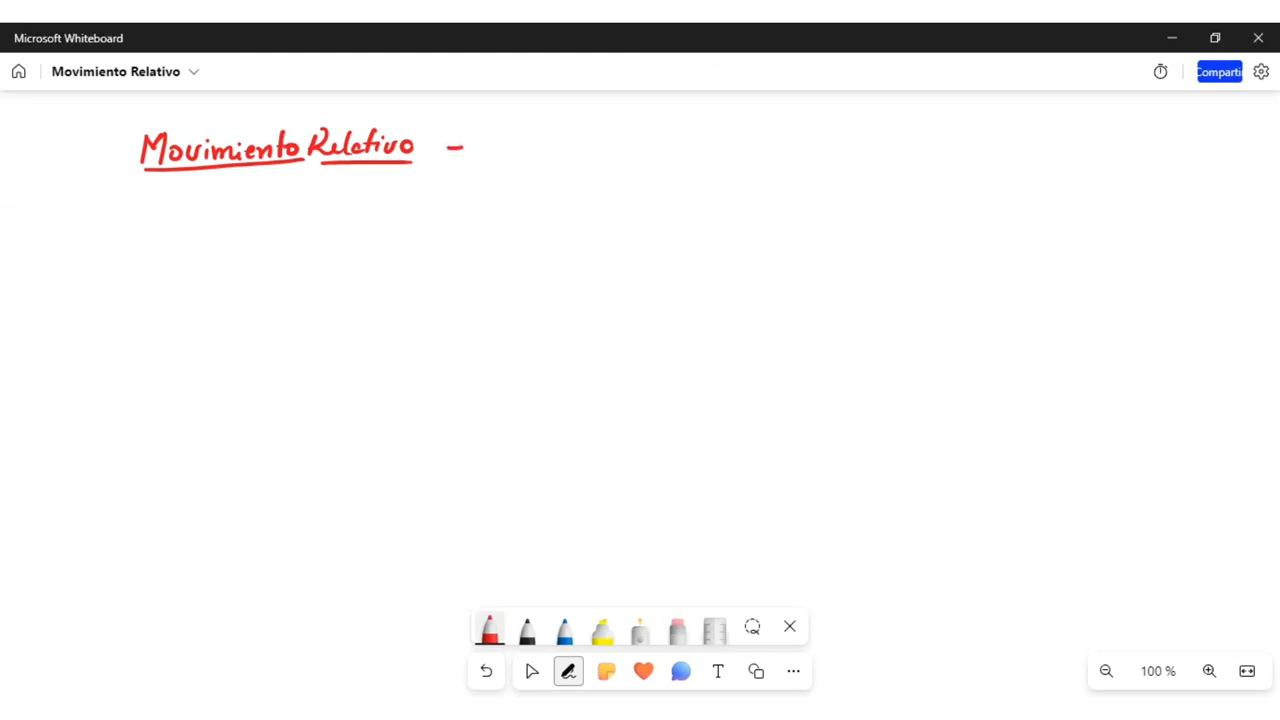 Microsoft Whiteboard
Movimiento Relativo
Comparti
Movimiento Relativo -
T
100 %